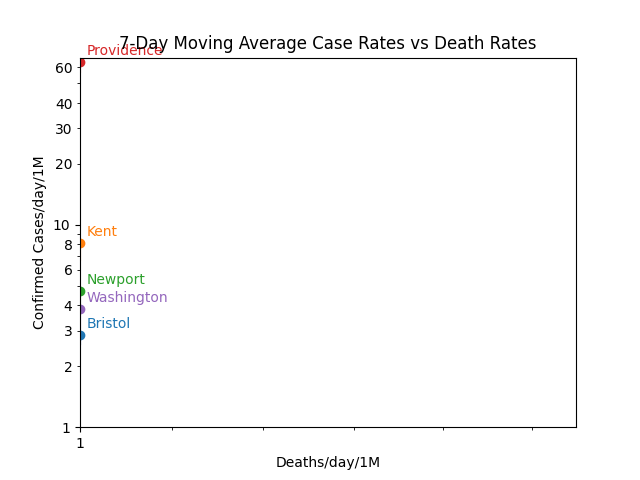 7-Day Moving Average Case Rates vs Death Rates
Providence
60
40
30
20
10
Kent
8
6
Newport
Washington
4
Bristol
3
2
1
1
Confirmed Cases/day/1M
Deaths/day/1M